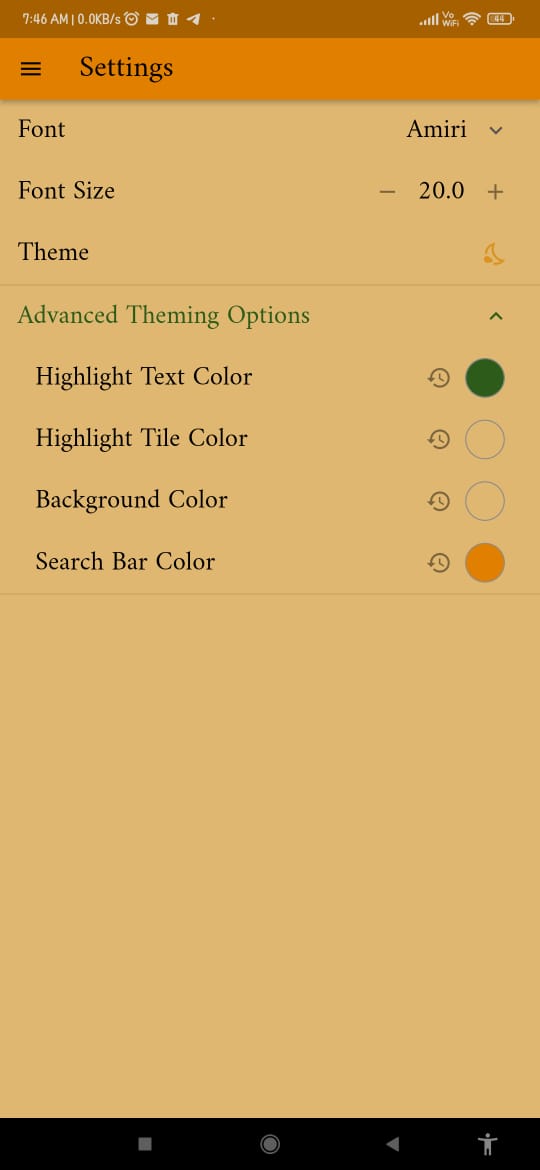 7:46 AM | 0.0KB/s
Vo
WiFi
44
Settings
Font Amiri
Font Size − 20.0 +
Theme
Advanced Theming Options
Highlight Text Color
Highlight Tile Color
Background Color
Search Bar Color